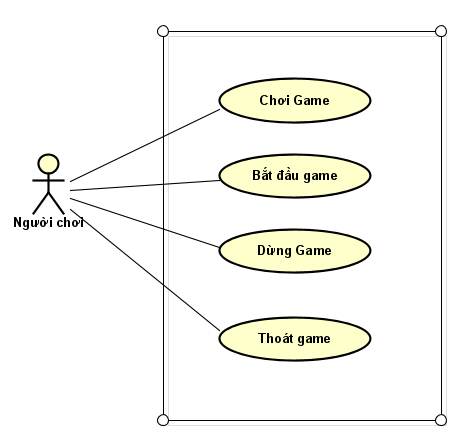 Chơi Game
Bắt đầu game
Người chơi
Dừng Game
Thoát game